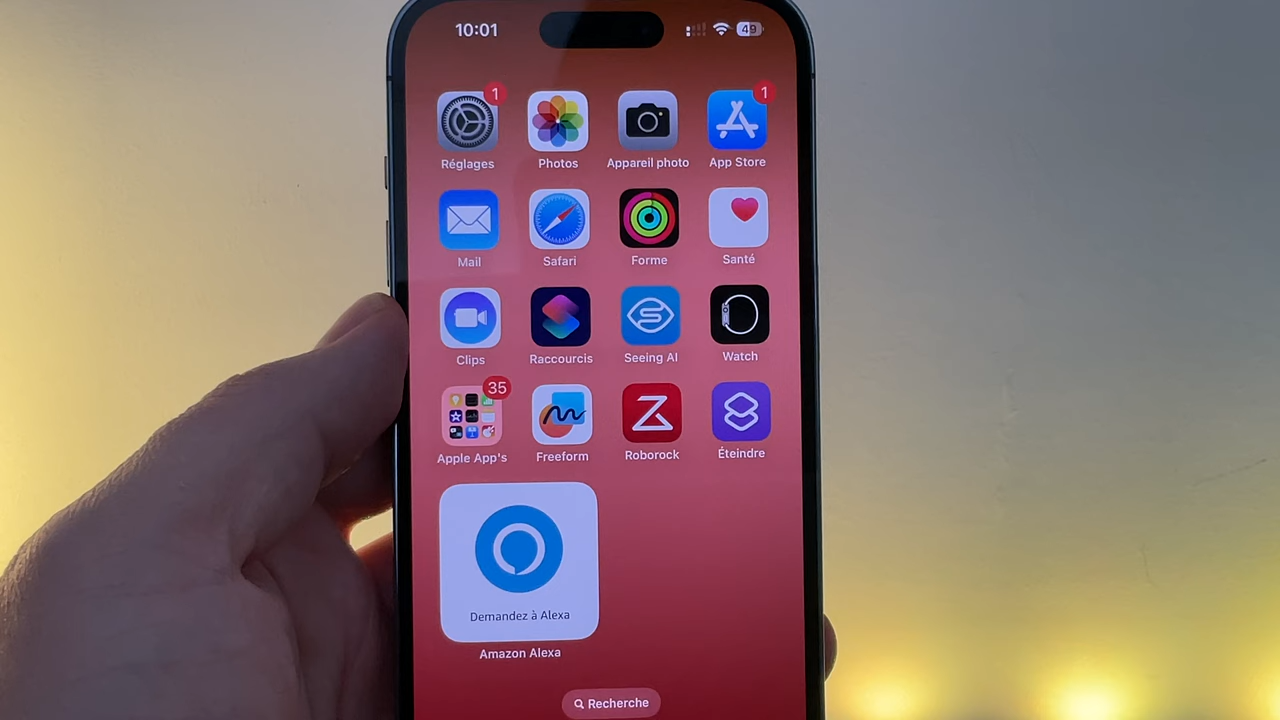 10:01
49
1
1
Réglages
Photos
Appareil photo
App Store
Mail
Safari
Forme
Santé
Clips
Raccourcis
Seeing AI
Watch
35
Apple App's
Freeform
Roborock
Éteindre
Demandez à Alexa
Amazon Alexa
Recherche